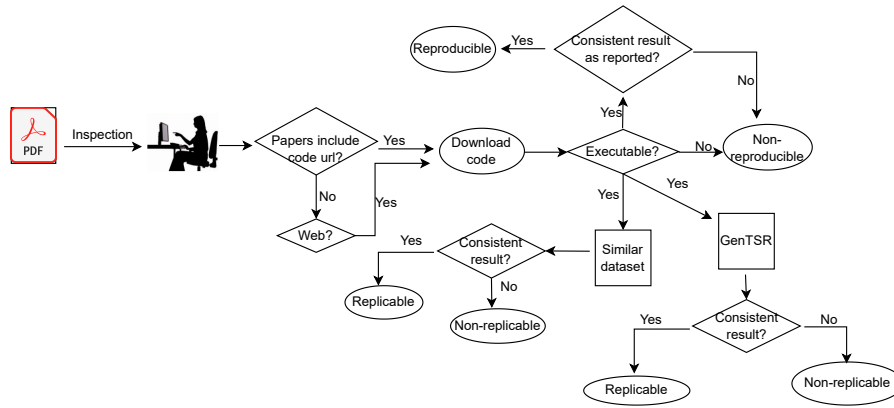 Yes
Consistent result
as reported?
Reproducible
No
Inspection
PDF
Papers include
code url?
Yes
Download
code
Yes
Executable?
No
Non-
reproducible
No
Yes
Web?
Yes
Yes
Yes
Consistent
result?
Similar
dataset
GenTSR
No
Replicable
Non-replicable
Yes
Consistent
result?
No
Replicable
Non-replicable